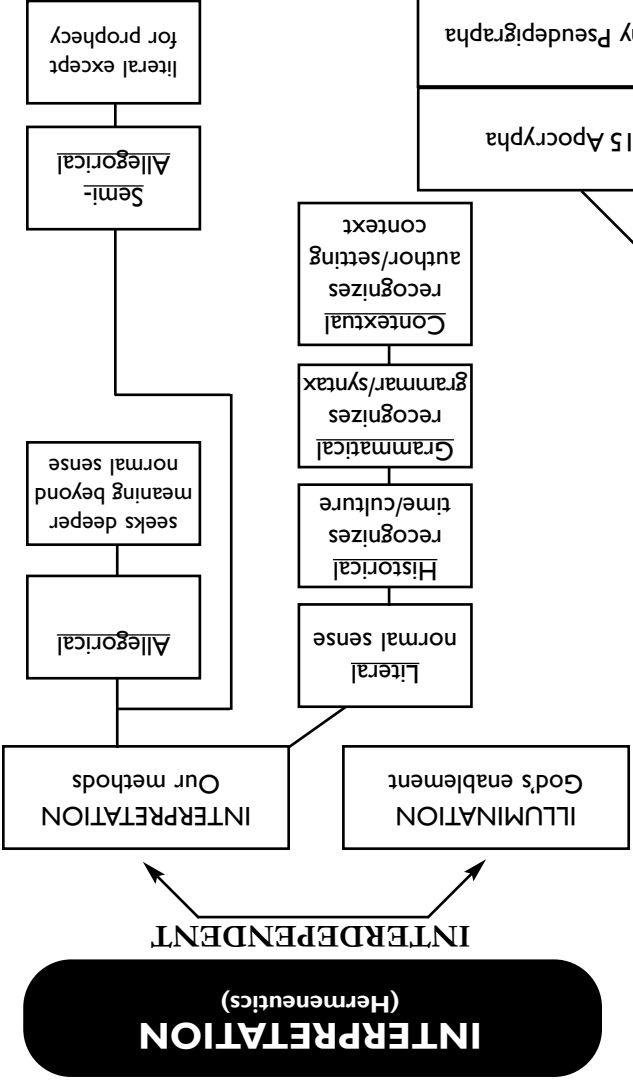 INTERPRETATION
(Hermeneutics)
INTERDEPENDENT
ILLUMINATION
God's enablement
INTERPRETATION
Our methods
Literal
normal sense
Historical
recognizes
time/culture
Grammatical
recognizes
grammar/syntax
Contextual
recognizes
author/setting
context
Allegorical
seeks deeper
meaning beyond
normal sense
Semi-
Allegorical
literal except
for prophecy
15 Apocrypha
y Pseudepigrapha